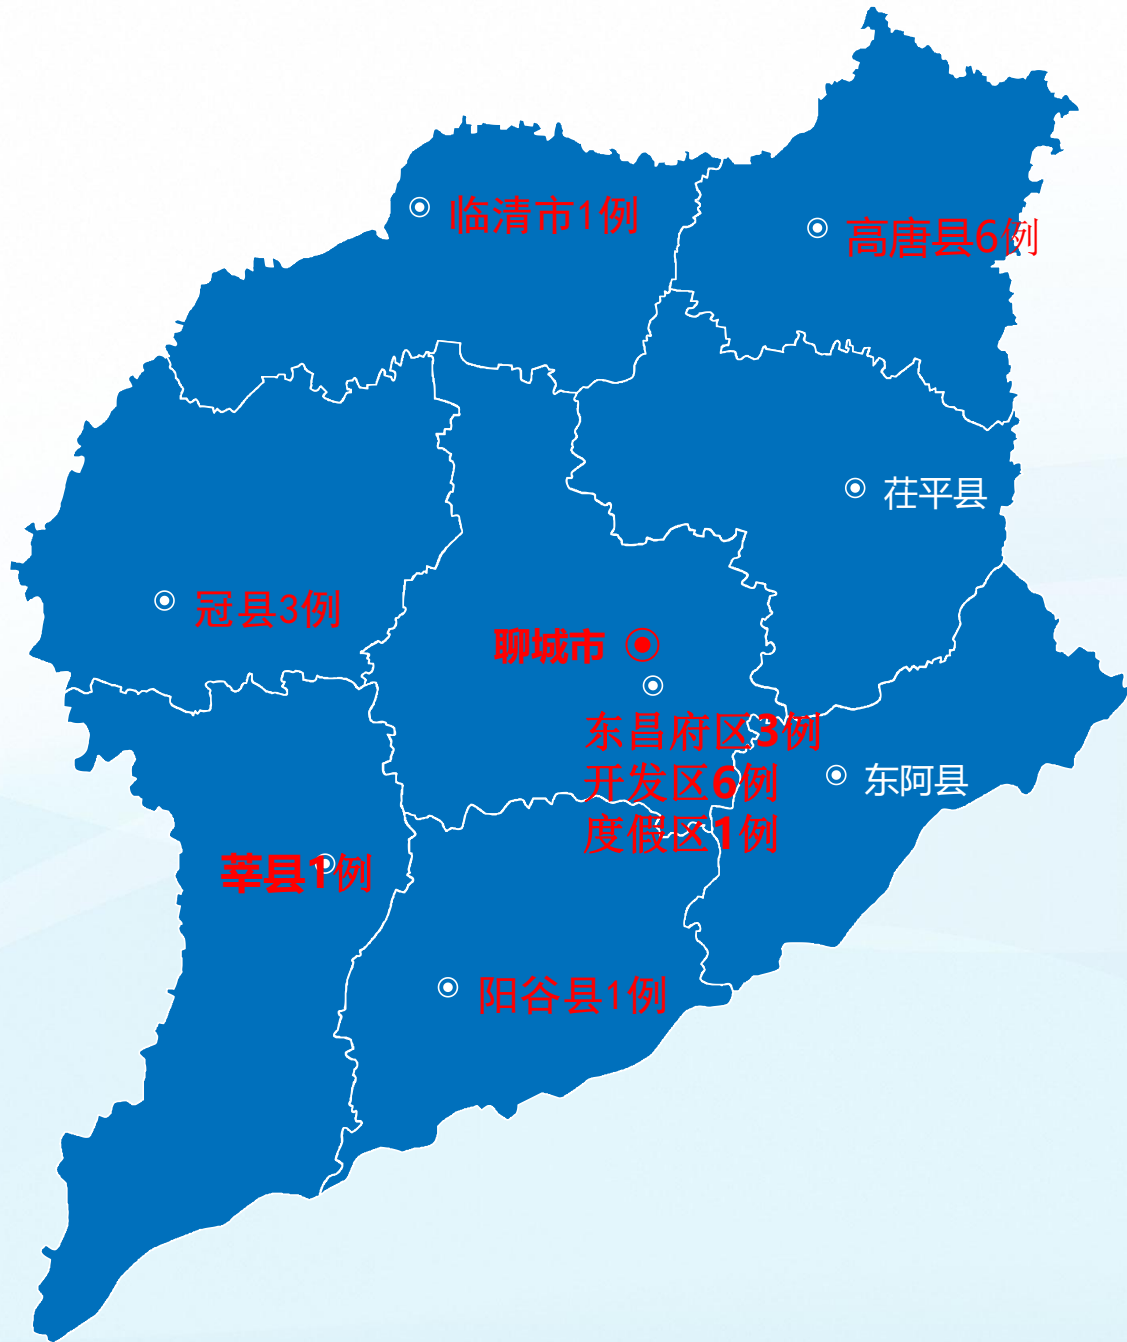 临清市1例
高唐县6例
茌平县
冠县3例
聊城市
东昌府区3例
开发区6例
度假区1例
东阿县
莘县1例
阳谷县1例